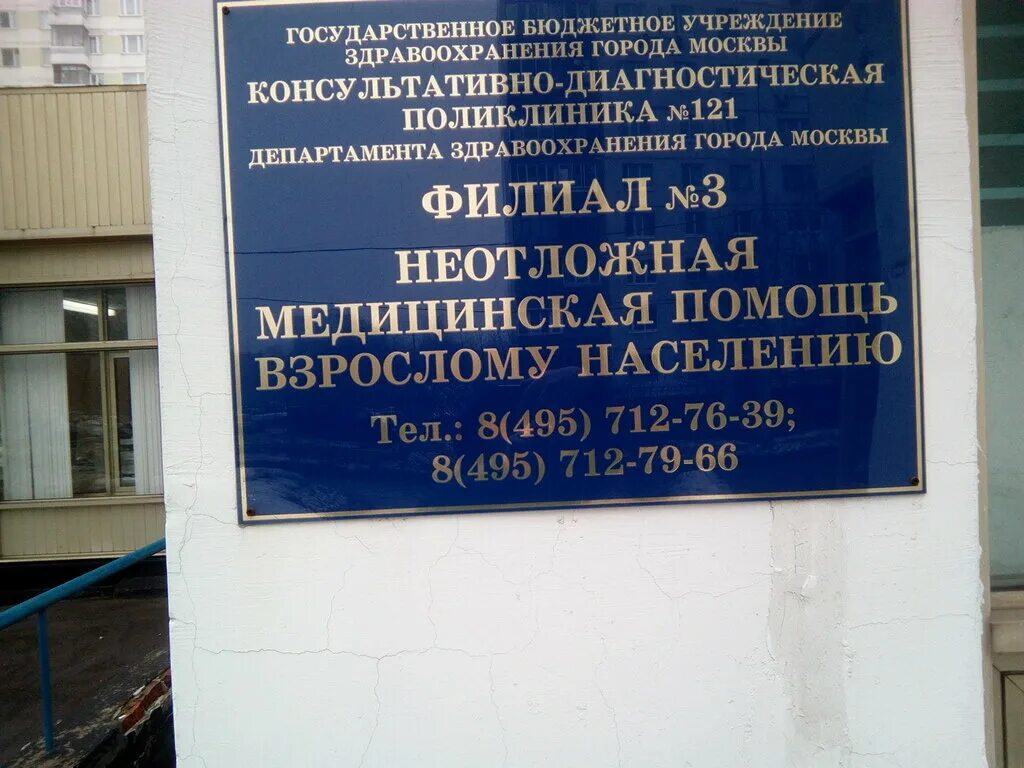 ГОСУДАРСТВЕННОЕ БЮДЖЕТНОЕ УЧРЕЖДЕНИЕ
ЗДРАВООХРАНЕНИЯ ГОРОДА МОСКВЫ
КОНСУЛЬТАТИВНО-ДИАГНОСТИЧЕСКАЯ
ПОЛИКЛИНИКА №121
ДЕПАРТАМЕНТА ЗДРАВООХРАНЕНИЯ ГОРОДА МОСКВЫ
ФИЛИАЛ №3
НЕОТЛОЖНАЯ
МЕДИЦИНСКАЯ ПОМОЩЬ
ВЗРОСЛОМУ НАСЕЛЕНИЮ
Тел.: 8(495) 712-76-39;
8(495) 712-79-66